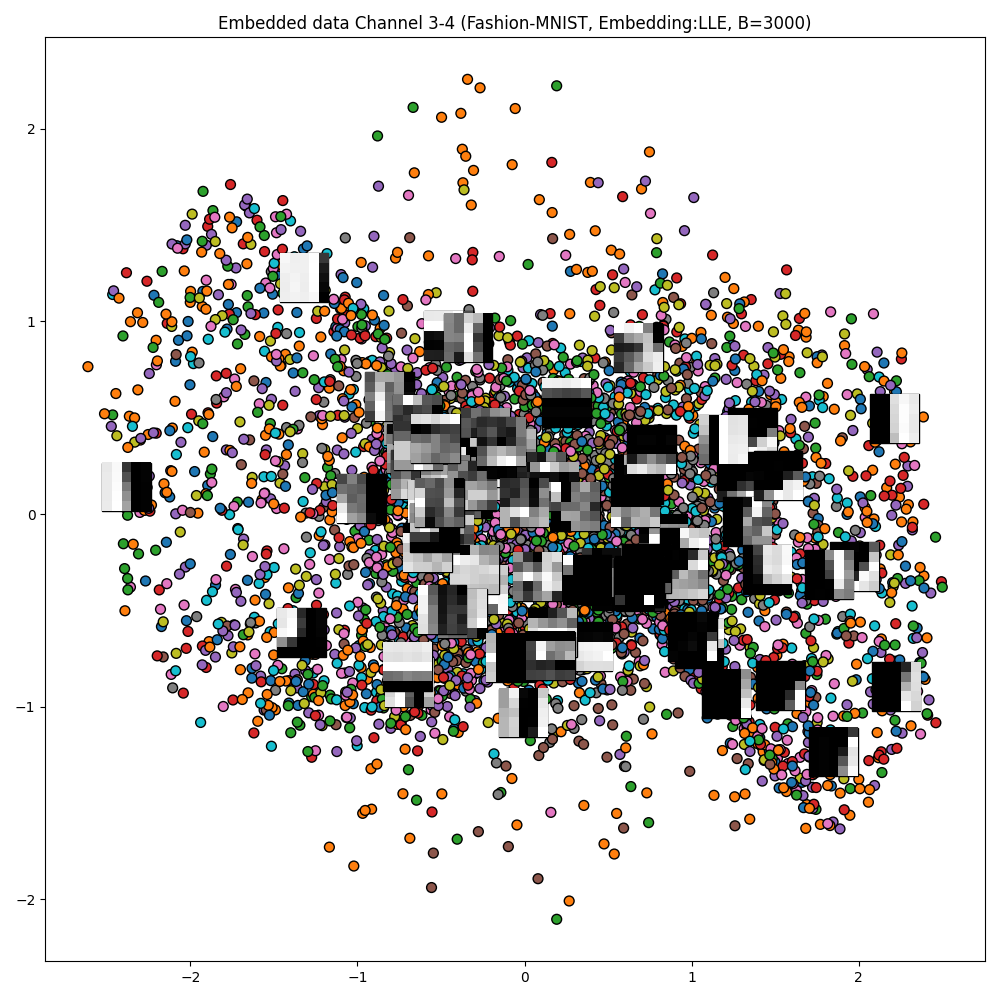 Embedded data Channel 3-4 (Fashion-MNIST, Embedding:LLE, B=3000)
2
1
0
−1
−2
−2 −1 0 1 2